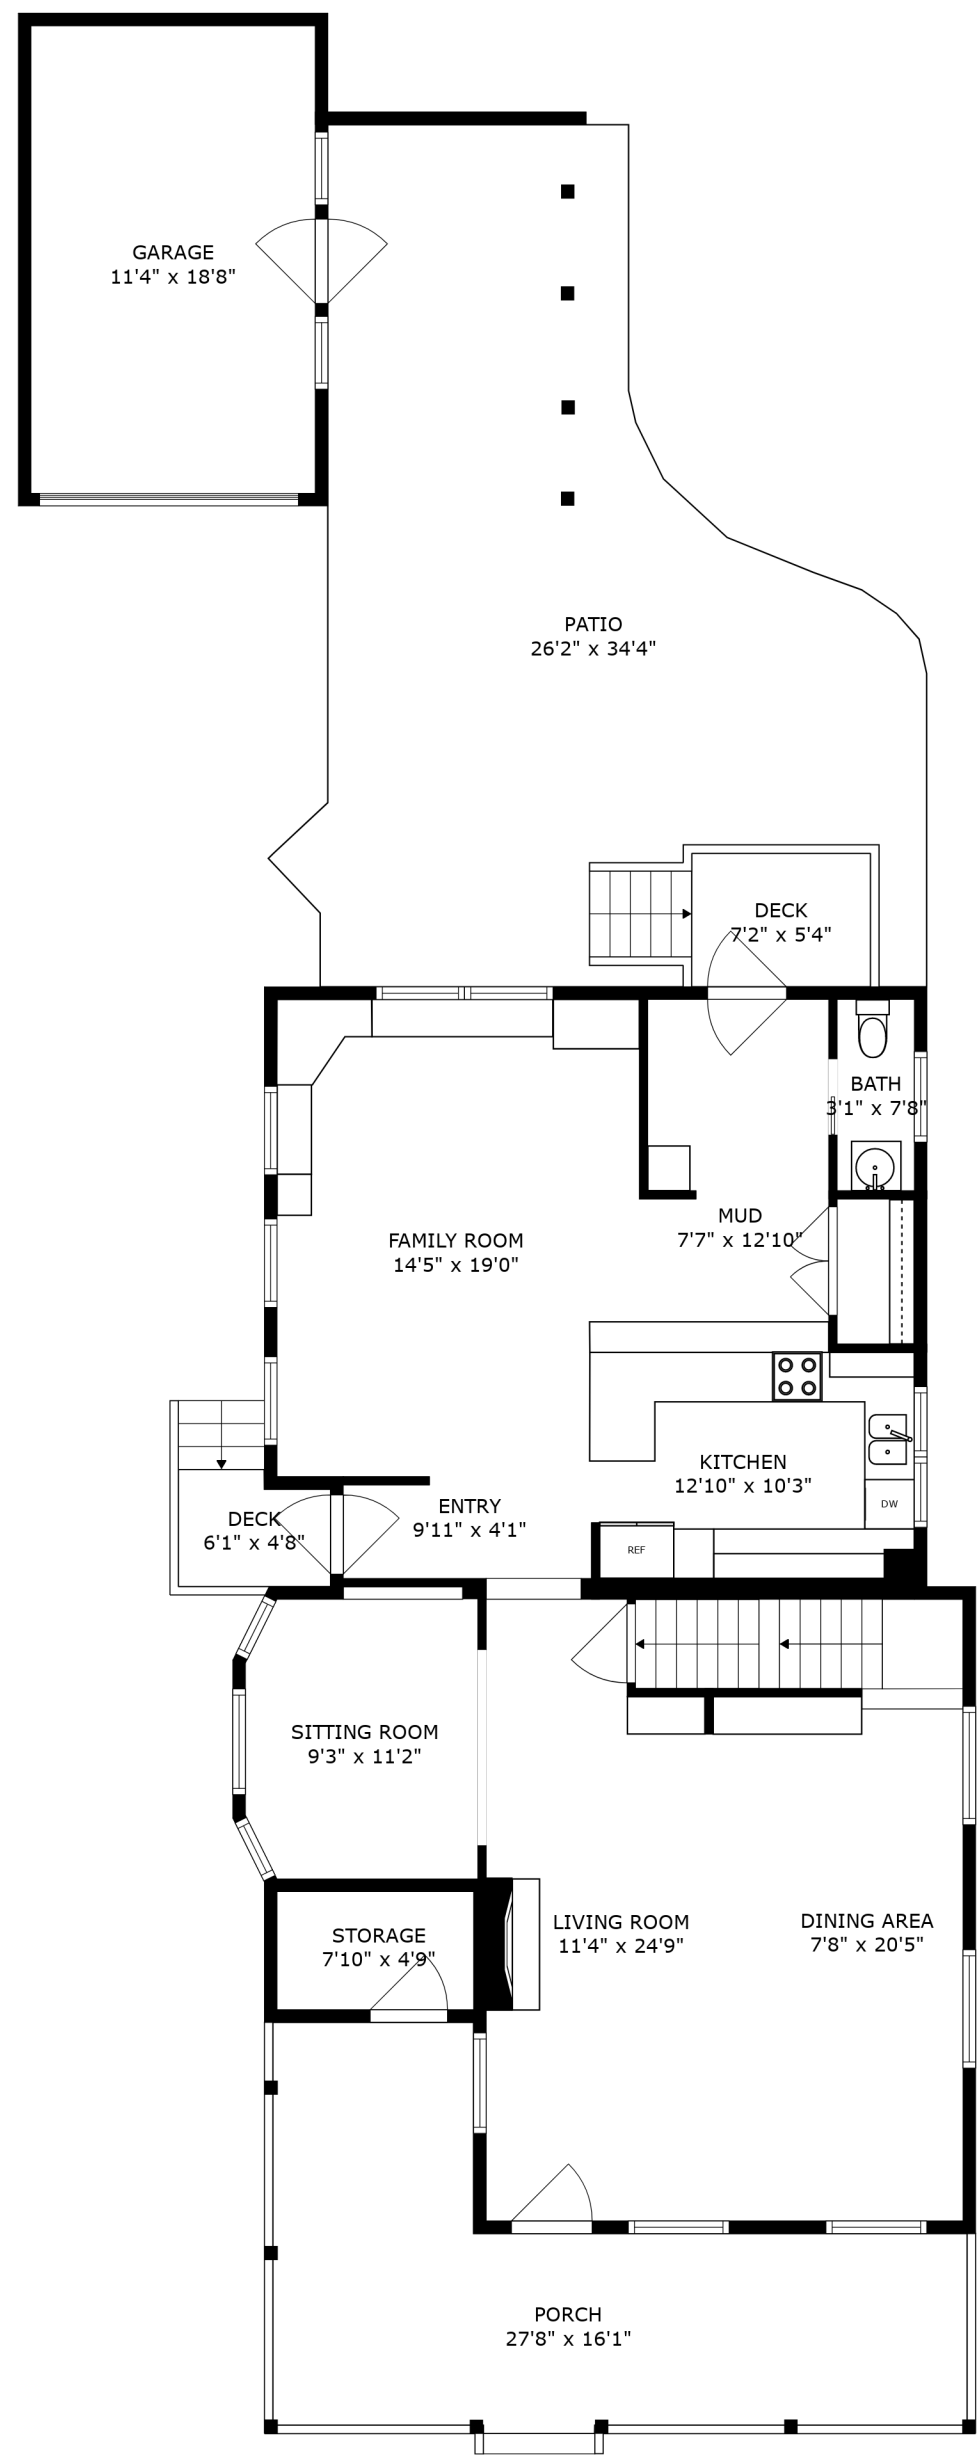 GARAGE
11'4" x 18'8"
PATIO
26'2" x 34'4"
DECK
7'2" x 5'4"
BATH
3'1" x 7'8"
MUD
7'7" x 12'10"
FAMILY ROOM
14'5" x 19'0"
KITCHEN
12'10" x 10'3"
DW
ENTRY
9'11" x 4'1"
DECK
6'1" x 4'8"
REF
SITTING ROOM
9'3" x 11'2"
LIVING ROOM
11'4" x 24'9"
DINING AREA
7'8" x 20'5"
STORAGE
7'10" x 4'9"
PORCH
27'8" x 16'1"